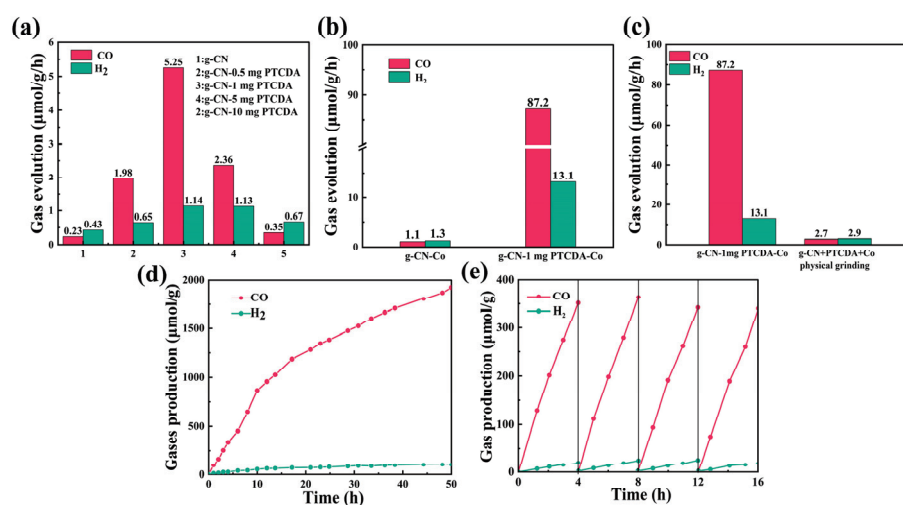 (a)
Gas evolution (μmol/g/h)
6
5
4
3
2
1
0
CO
H2
1:g-CN
2:g-CN-0.5 mg PTCDA
3:g-CN-1 mg PTCDA
4:g-CN-5 mg PTCDA
2:g-CN-10 mg PTCDA
0.23
0.43
1.98
0.65
5.25
1.14
2.36
1.13
0.35
0.67
1 2 3 4 5
(b)
Gas evolution (μmol/g/h)
100
90
10
0
CO
H2
1.1
1.3
87.2
13.1
g-CN-Co
g-CN-1 mg PTCDA-Co
(c)
Gas evolution (μmol/g/h)
100
80
60
40
20
0
CO
H2
87.2
13.1
2.7
2.9
g-CN-1mg PTCDA-Co
g-CN+PTCDA+Co
physical grinding
(d)
Gases production (μmol/g)
2000
1500
1000
500
0
CO
H2
0 10 20 30 40 50
Time (h)
(e)
Gas production (μmol/g)
400
300
200
100
0
CO
H2
0 4 8 12 16
Time (h)